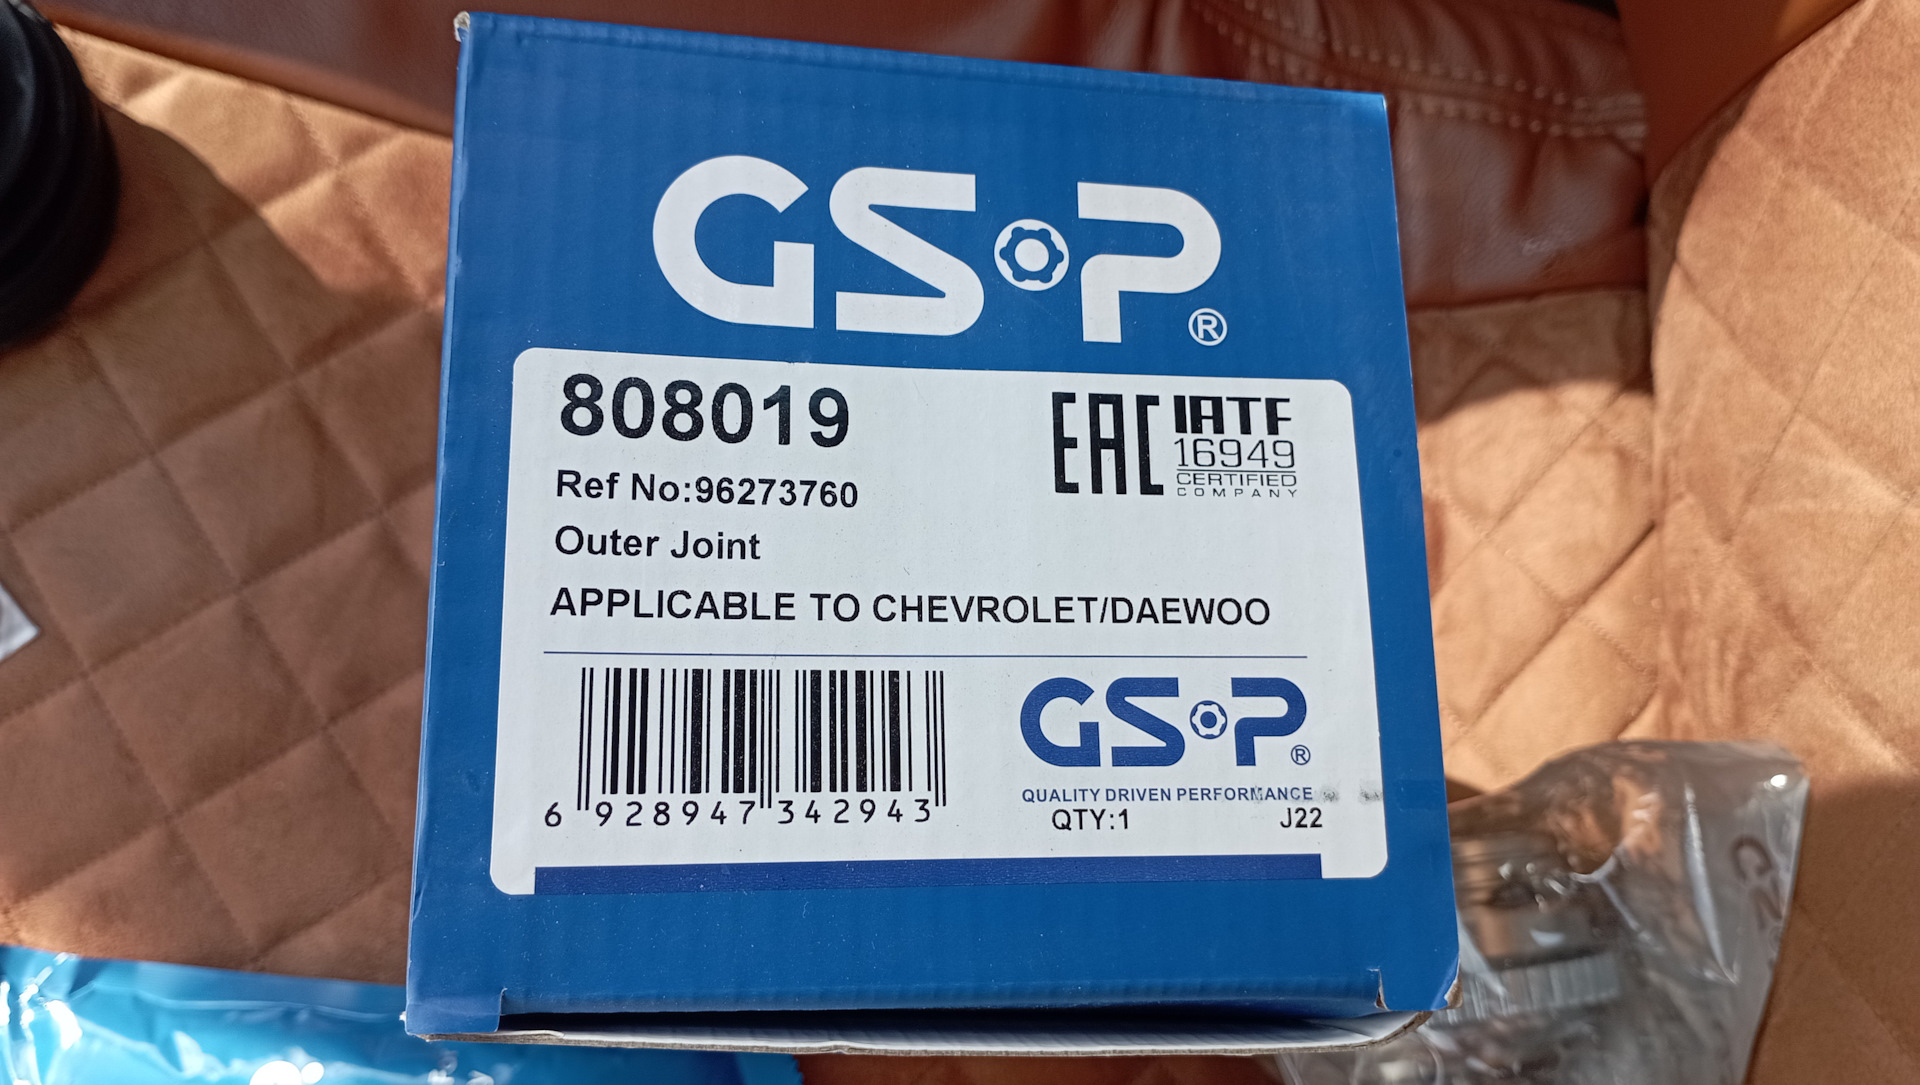 GSP®
808019
EAC
IATF
16949
CERTIFIED
COMPANY
Ref No:96273760
Outer Joint
APPLICABLE TO CHEVROLET/DAEWOO
6 928947 342943
GSP®
QUALITY DRIVEN PERFORMANCE
QTY:1 J22